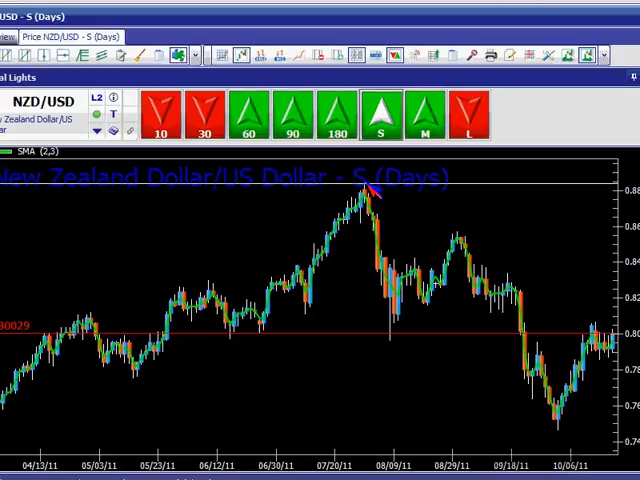 USD - S (Days)
view Price NZD/USD - S (Days)
al Lights
NZD/USD L2
T
Zealand Dollar/US
lar
10 30 60 90 180 S M L
SMA (2,3)
New Zealand Dollar/US Dollar - S (Days)
0.88
0.86
0.84
0.82
80029
0.80
0.78
0.76
0.74
04/13/11 05/03/11 05/23/11 06/12/11 06/30/11 07/20/11 08/09/11 08/29/11 09/18/11 10/06/11